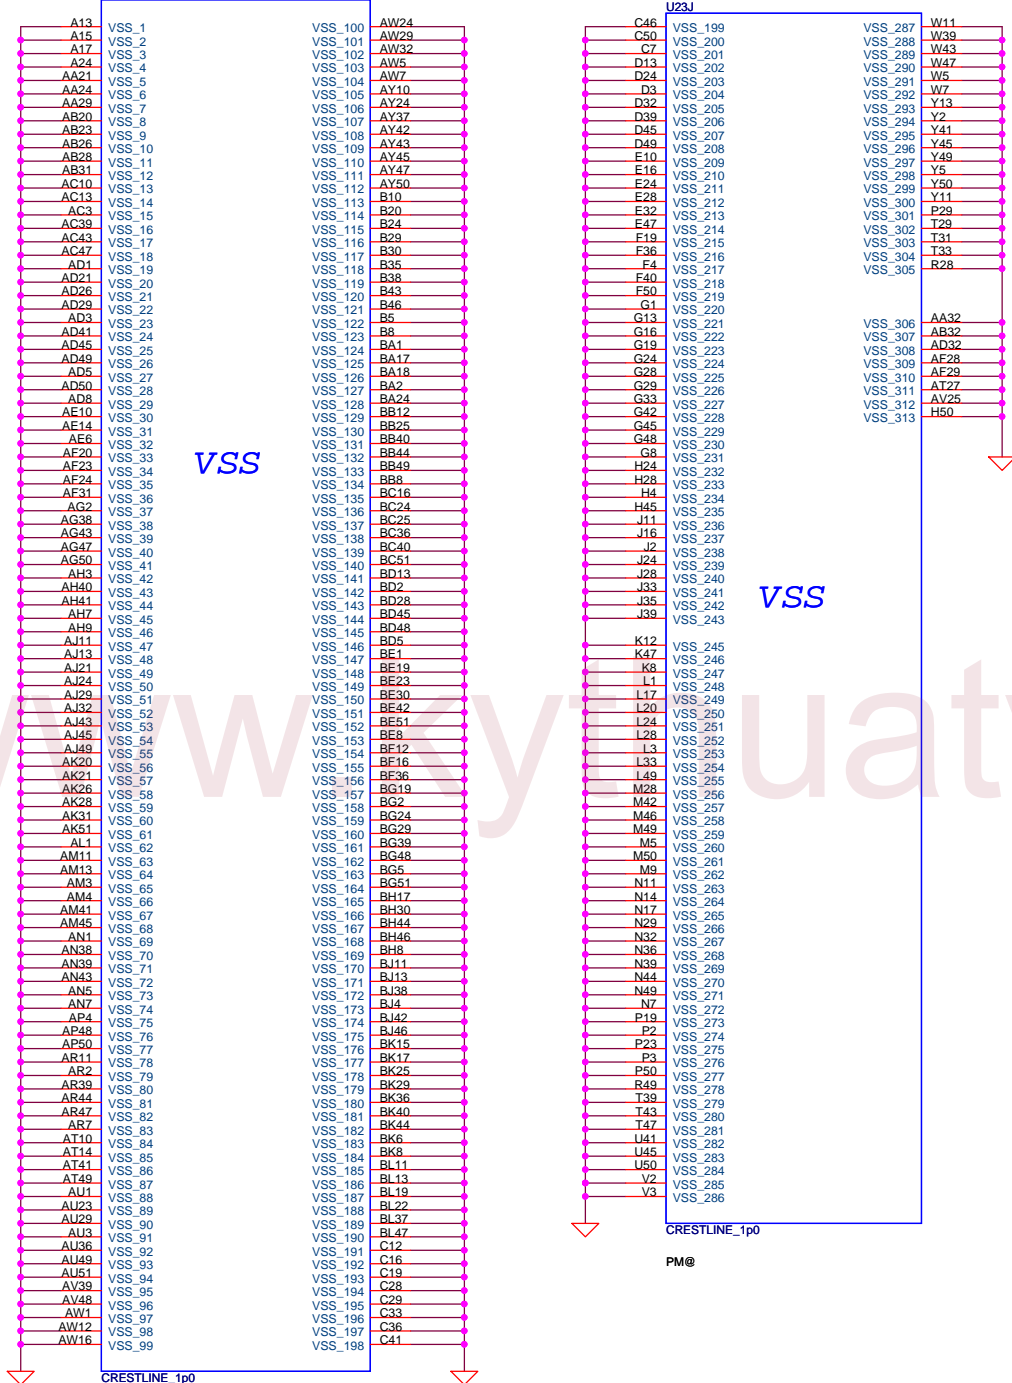 A13 VSS_1 VSS_100 AW24
A15 VSS_2 VSS_101 AW29
A17 VSS_3 VSS_102 AW32
A24 VSS_4 VSS_103 AW5
AA21 VSS_5 VSS_104 AW7
AA24 VSS_6 VSS_105 AY10
AA29 VSS_7 VSS_106 AY24
AB20 VSS_8 VSS_107 AY37
AB23 VSS_9 VSS_108 AY42
AB26 VSS_10 VSS_109 AY43
AB28 VSS_11 VSS_110 AY45
AB31 VSS_12 VSS_111 AY47
AC10 VSS_13 VSS_112 AY50
AC13 VSS_14 VSS_113 B10
AC3 VSS_15 VSS_114 B20
AC39 VSS_16 VSS_115 B24
AC43 VSS_17 VSS_116 B29
AC47 VSS_18 VSS_117 B30
AD1 VSS_19 VSS_118 B35
AD21 VSS_20 VSS_119 B38
AD26 VSS_21 VSS_120 B43
AD29 VSS_22 VSS_121 B46
AD3 VSS_23 VSS_122 B5
AD41 VSS_24 VSS_123 B8
AD45 VSS_25 VSS_124 BA1
AD49 VSS_26 VSS_125 BA17
AD5 VSS_27 VSS_126 BA18
AD50 VSS_28 VSS_127 BA2
AD8 VSS_29 VSS_128 BA24
AE10 VSS_30 VSS_129 BB12
AE14 VSS_31 VSS_130 BB25
AE6 VSS_32 VSS_131 BB40
AF20 VSS_33 VSS_132 BB44
AF23 VSS_34 VSS_133 BB49
AF24 VSS_35 VSS_134 BB8
AF31 VSS_36 VSS_135 BC16
AG2 VSS_37 VSS_136 BC24
AG38 VSS_38 VSS_137 BC25
AG43 VSS_39 VSS_138 BC36
AG47 VSS_40 VSS_139 BC40
AG50 VSS_41 VSS_140 BC51
AH3 VSS_42 VSS_141 BD13
AH40 VSS_43 VSS_142 BD2
AH41 VSS_44 VSS_143 BD28
AH7 VSS_45 VSS_144 BD45
AH9 VSS_46 VSS_145 BD48
AJ11 VSS_47 VSS_146 BD5
AJ13 VSS_48 VSS_147 BE1
AJ21 VSS_49 VSS_148 BE19
AJ24 VSS_50 VSS_149 BE23
AJ29 VSS_51 VSS_150 BE30
AJ32 VSS_52 VSS_151 BE42
AJ43 VSS_53 VSS_152 BE51
AJ45 VSS_54 VSS_153 BE8
AJ49 VSS_55 VSS_154 BF12
AK20 VSS_56 VSS_155 BF16
AK21 VSS_57 VSS_156 BF36
AK26 VSS_58 VSS_157 BG19
AK28 VSS_59 VSS_158 BG2
AK31 VSS_60 VSS_159 BG24
AK51 VSS_61 VSS_160 BG29
AL1 VSS_62 VSS_161 BG39
AM11 VSS_63 VSS_162 BG48
AM13 VSS_64 VSS_163 BG5
AM3 VSS_65 VSS_164 BG51
AM4 VSS_66 VSS_165 BH17
AM41 VSS_67 VSS_166 BH30
AM45 VSS_68 VSS_167 BH44
AN1 VSS_69 VSS_168 BH46
AN38 VSS_70 VSS_169 BH8
AN39 VSS_71 VSS_170 BJ11
AN43 VSS_72 VSS_171 BJ13
AN5 VSS_73 VSS_172 BJ38
AN7 VSS_74 VSS_173 BJ4
AP4 VSS_75 VSS_174 BJ42
AP48 VSS_76 VSS_175 BJ46
AP50 VSS_77 VSS_176 BK15
AR11 VSS_78 VSS_177 BK17
AR2 VSS_79 VSS_178 BK25
AR39 VSS_80 VSS_179 BK29
AR44 VSS_81 VSS_180 BK36
AR47 VSS_82 VSS_181 BK40
AR7 VSS_83 VSS_182 BK44
AT10 VSS_84 VSS_183 BK6
AT14 VSS_85 VSS_184 BK8
AT41 VSS_86 VSS_185 BL11
AT49 VSS_87 VSS_186 BL13
AU1 VSS_88 VSS_187 BL19
AU23 VSS_89 VSS_188 BL22
AU29 VSS_90 VSS_189 BL37
AU3 VSS_91 VSS_190 BL47
AU36 VSS_92 VSS_191 C12
AU49 VSS_93 VSS_192 C16
AU51 VSS_94 VSS_193 C19
AV39 VSS_95 VSS_194 C28
AV48 VSS_96 VSS_195 C29
AW1 VSS_97 VSS_196 C33
AW12 VSS_98 VSS_197 C36
AW16 VSS_99 VSS_198 C41
VSS
CRESTLINE_1p0
U23J
C46 VSS_199 VSS_287 W11
C50 VSS_200 VSS_288 W39
C7 VSS_201 VSS_289 W43
D13 VSS_202 VSS_290 W47
D24 VSS_203 VSS_291 W5
D3 VSS_204 VSS_292 W7
D32 VSS_205 VSS_293 Y13
D39 VSS_206 VSS_294 Y2
D45 VSS_207 VSS_295 Y41
D49 VSS_208 VSS_296 Y45
E10 VSS_209 VSS_297 Y49
E16 VSS_210 VSS_298 Y5
E24 VSS_211 VSS_299 Y50
E28 VSS_212 VSS_300 Y11
E32 VSS_213 VSS_301 P29
E47 VSS_214 VSS_302 T29
F19 VSS_215 VSS_303 T31
F36 VSS_216 VSS_304 T33
F4 VSS_217 VSS_305 R28
F40 VSS_218
F50 VSS_219
G1 VSS_220
G13 VSS_221 VSS_306 AA32
G16 VSS_222 VSS_307 AB32
G19 VSS_223 VSS_308 AD32
G24 VSS_224 VSS_309 AF28
G28 VSS_225 VSS_310 AF29
G29 VSS_226 VSS_311 AT27
G33 VSS_227 VSS_312 AV25
G42 VSS_228 VSS_313 H50
G45 VSS_229
G48 VSS_230
G8 VSS_231
H24 VSS_232
H28 VSS_233
H4 VSS_234
H45 VSS_235
J11 VSS_236
J16 VSS_237
J2 VSS_238
J24 VSS_239
J28 VSS_240
J33 VSS_241
J35 VSS_242
J39 VSS_243
VSS
K12 VSS_245
K47 VSS_246
K8 VSS_247
L1 VSS_248
L17 VSS_249
L20 VSS_250
L24 VSS_251
L28 VSS_252
L3 VSS_253
L33 VSS_254
L49 VSS_255
M28 VSS_256
M42 VSS_257
M46 VSS_258
M49 VSS_259
M5 VSS_260
M50 VSS_261
M9 VSS_262
N11 VSS_263
N14 VSS_264
N17 VSS_265
N29 VSS_266
N32 VSS_267
N36 VSS_268
N39 VSS_269
N44 VSS_270
N49 VSS_271
N7 VSS_272
P19 VSS_273
P2 VSS_274
P23 VSS_275
P3 VSS_276
P50 VSS_277
R49 VSS_278
T39 VSS_279
T43 VSS_280
T47 VSS_281
U41 VSS_282
U45 VSS_283
U50 VSS_284
V2 VSS_285
V3 VSS_286
CRESTLINE_1p0
PM@
www.kythuatv